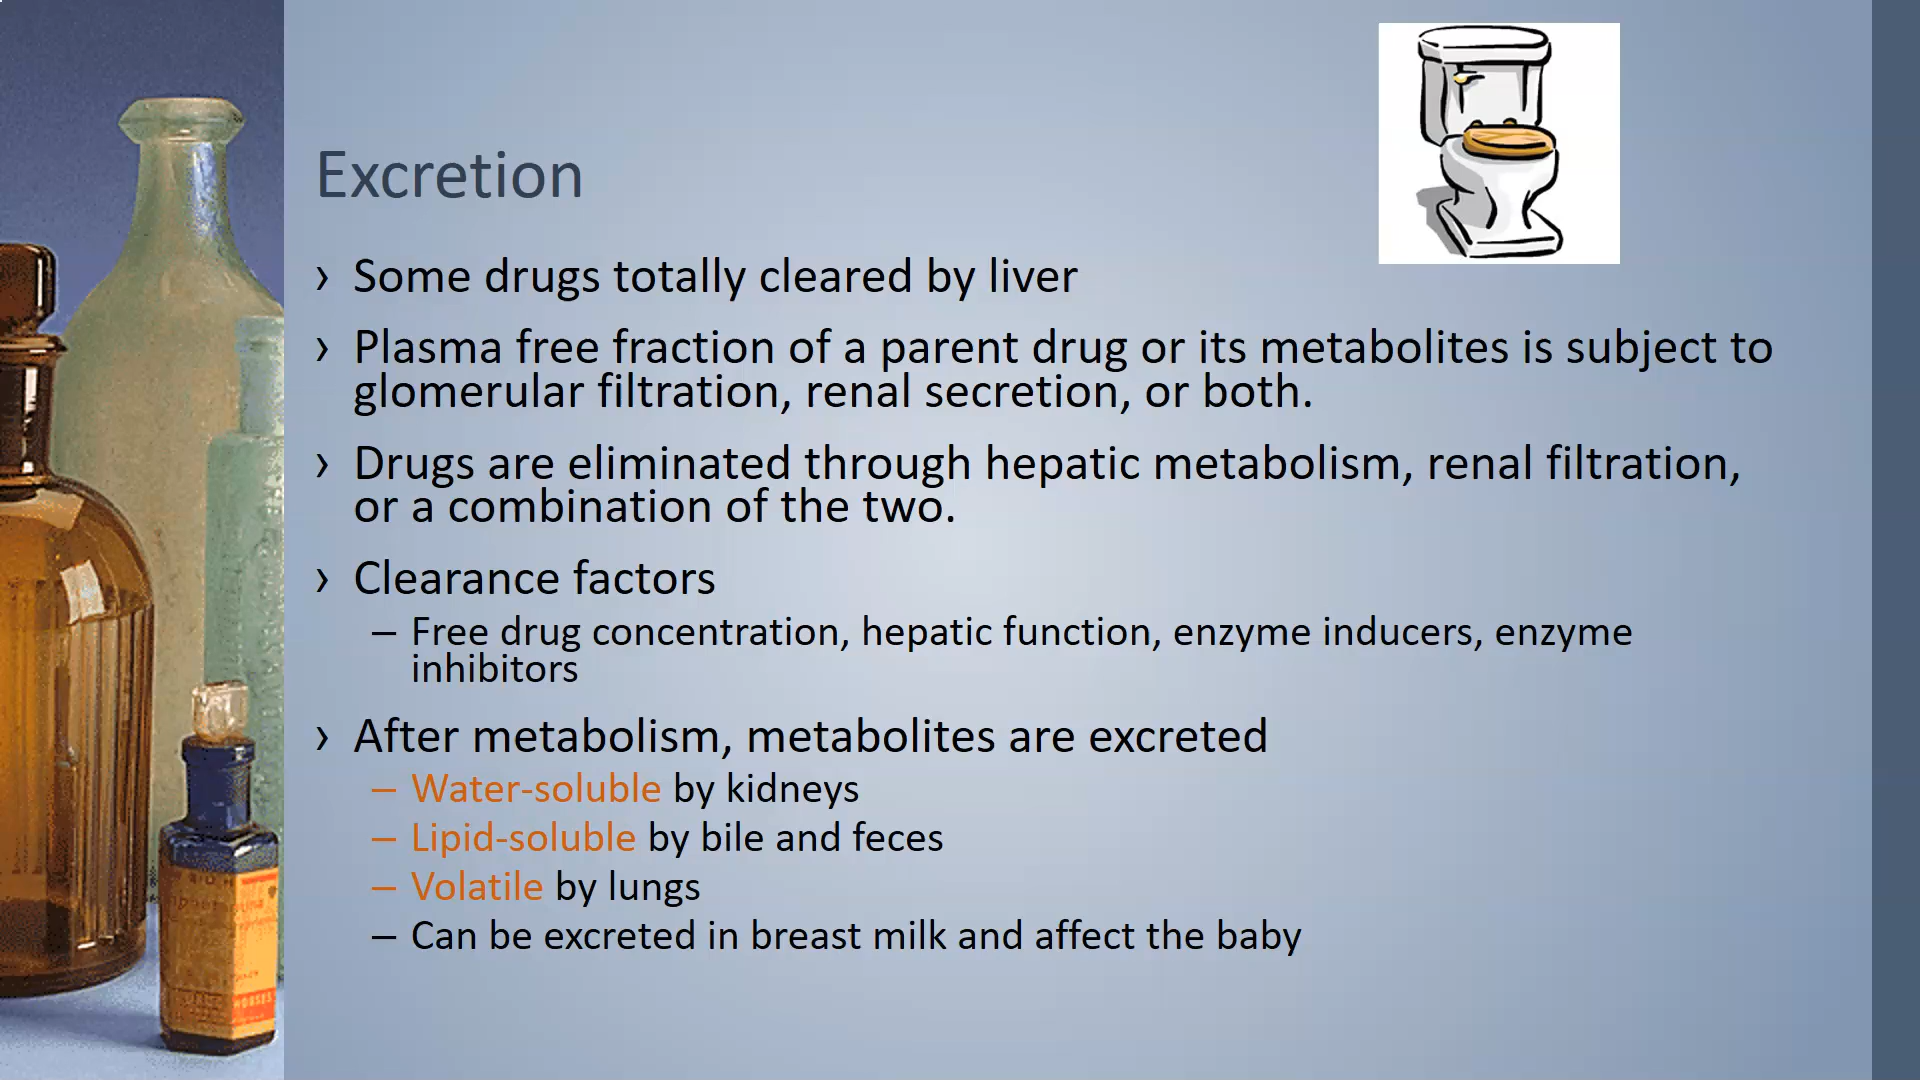 Excretion
› Some drugs totally cleared by liver
› Plasma free fraction of a parent drug or its metabolites is subject to
glomerular filtration, renal secretion, or both.
› Drugs are eliminated through hepatic metabolism, renal filtration,
or a combination of the two.
› Clearance factors
– Free drug concentration, hepatic function, enzyme inducers, enzyme
inhibitors
› After metabolism, metabolites are excreted
– Water-soluble by kidneys
– Lipid-soluble by bile and feces
– Volatile by lungs
– Can be excreted in breast milk and affect the baby